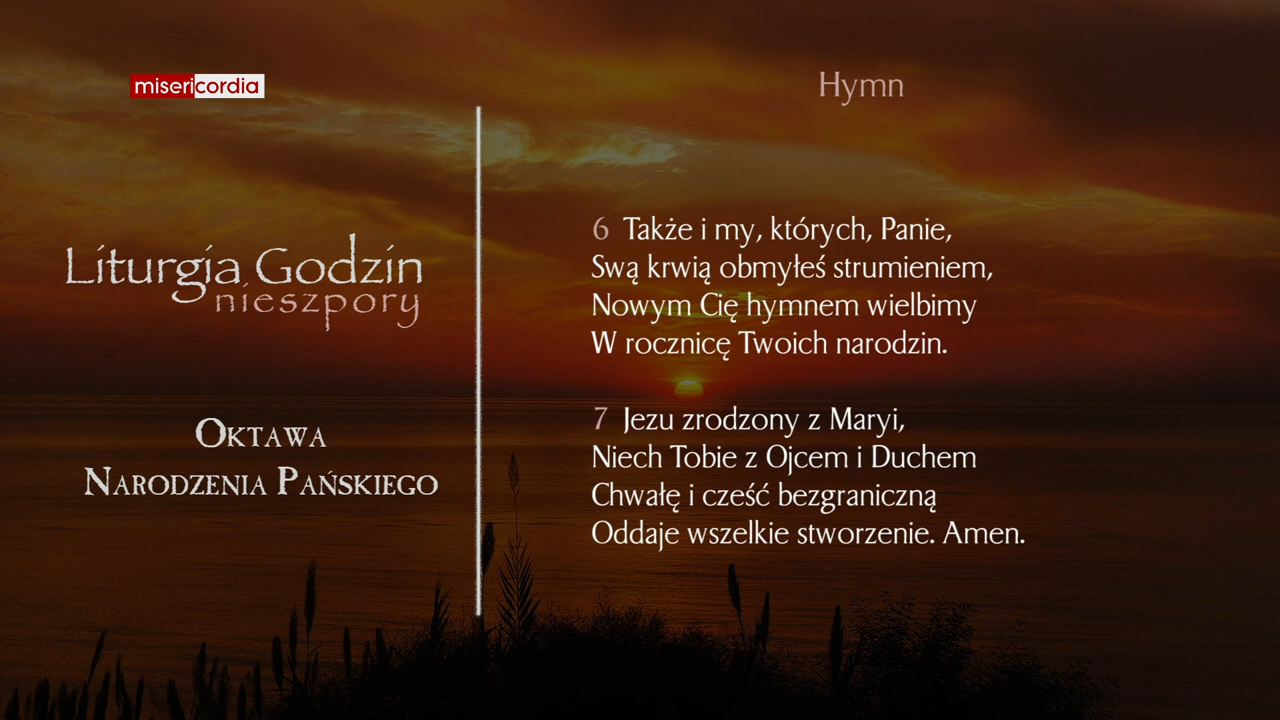 misericordia
Hymn
Liturgia Godzin
nieszpory
Oktawa
Narodzenia Pańskiego
6 Także i my, których, Panie,
Swą krwią obmyłeś strumieniem,
Nowym Cię hymnem wielbimy
W rocznicę Twoich narodzin.
7 Jezu zrodzony z Maryi,
Niech Tobie z Ojcem i Duchem
Chwałę i cześć bezgraniczną
Oddaje wszelkie stworzenie. Amen.